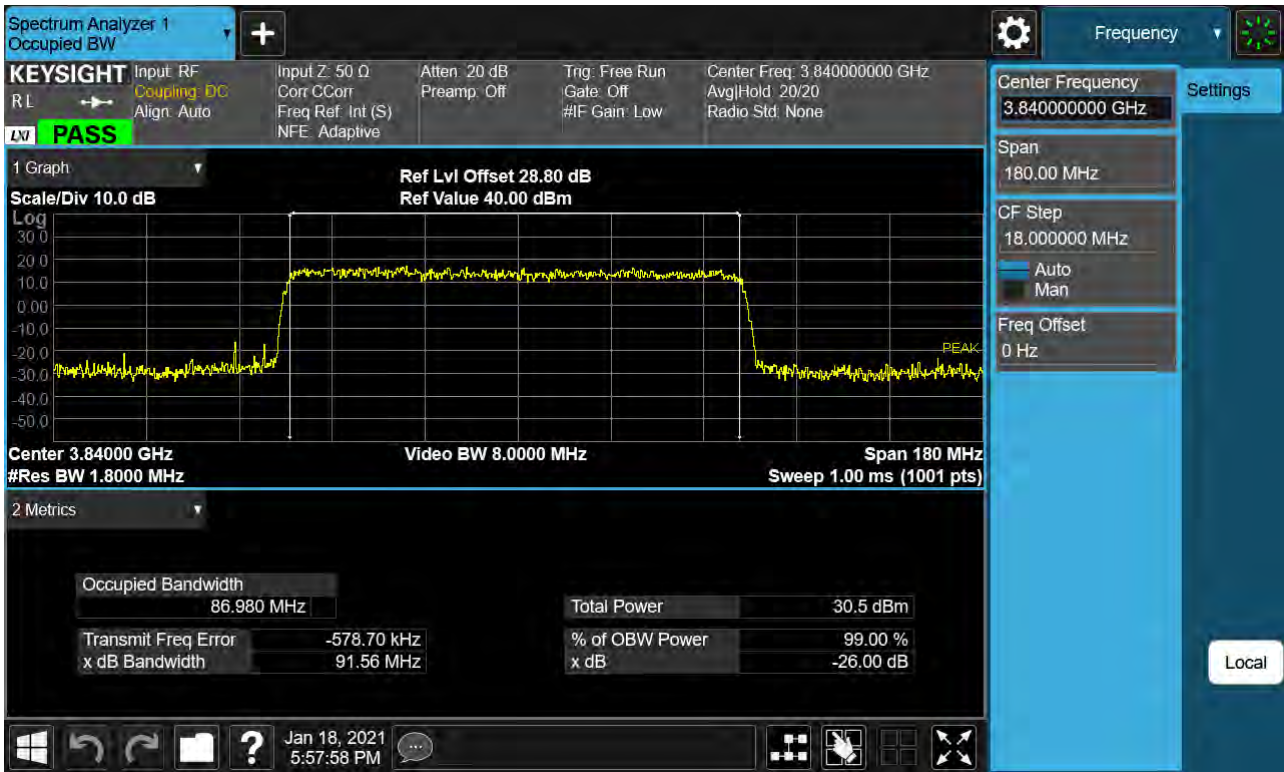 Spectrum Analyzer 1
Occupied BW
+
Frequency
KEYSIGHT
RL
LXI
PASS
Input: RF
Coupling: DC
Align: Auto
Input Z: 50 Ω
Corr CCorr
Freq Ref: Int (S)
NFE: Adaptive
Atten: 20 dB
Preamp: Off
Trig: Free Run
Gate: Off
#IF Gain: Low
Center Freq: 3.840000000 GHz
Avg|Hold: 20/20
Radio Std: None
Center Frequency
3.840000000 GHz
Settings
Span
180.00 MHz
CF Step
18.000000 MHz
Auto
Man
Freq Offset
0 Hz
1 Graph
Scale/Div 10.0 dB
Ref Lvl Offset 28.80 dB
Ref Value 40.00 dBm
Log
30.0
20.0
10.0
0.00
-10.0
-20.0
-30.0
-40.0
-50.0
PEAK
Center 3.84000 GHz
#Res BW 1.8000 MHz
Video BW 8.0000 MHz
Span 180 MHz
Sweep 1.00 ms (1001 pts)
2 Metrics
Occupied Bandwidth
86.980 MHz
Transmit Freq Error -578.70 kHz
x dB Bandwidth 91.56 MHz
Total Power 30.5 dBm
% of OBW Power 99.00 %
x dB -26.00 dB
Local
?
Jan 18, 2021
5:57:58 PM